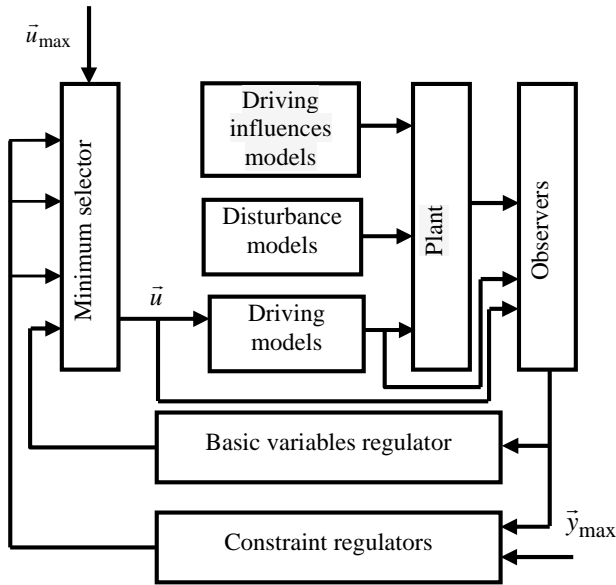 u⃗max
Minimum selector
Driving
influences
models
Disturbance
models
u⃗
Driving
models
Plant
Observers
Basic variables regulator
Constraint regulators
y⃗max